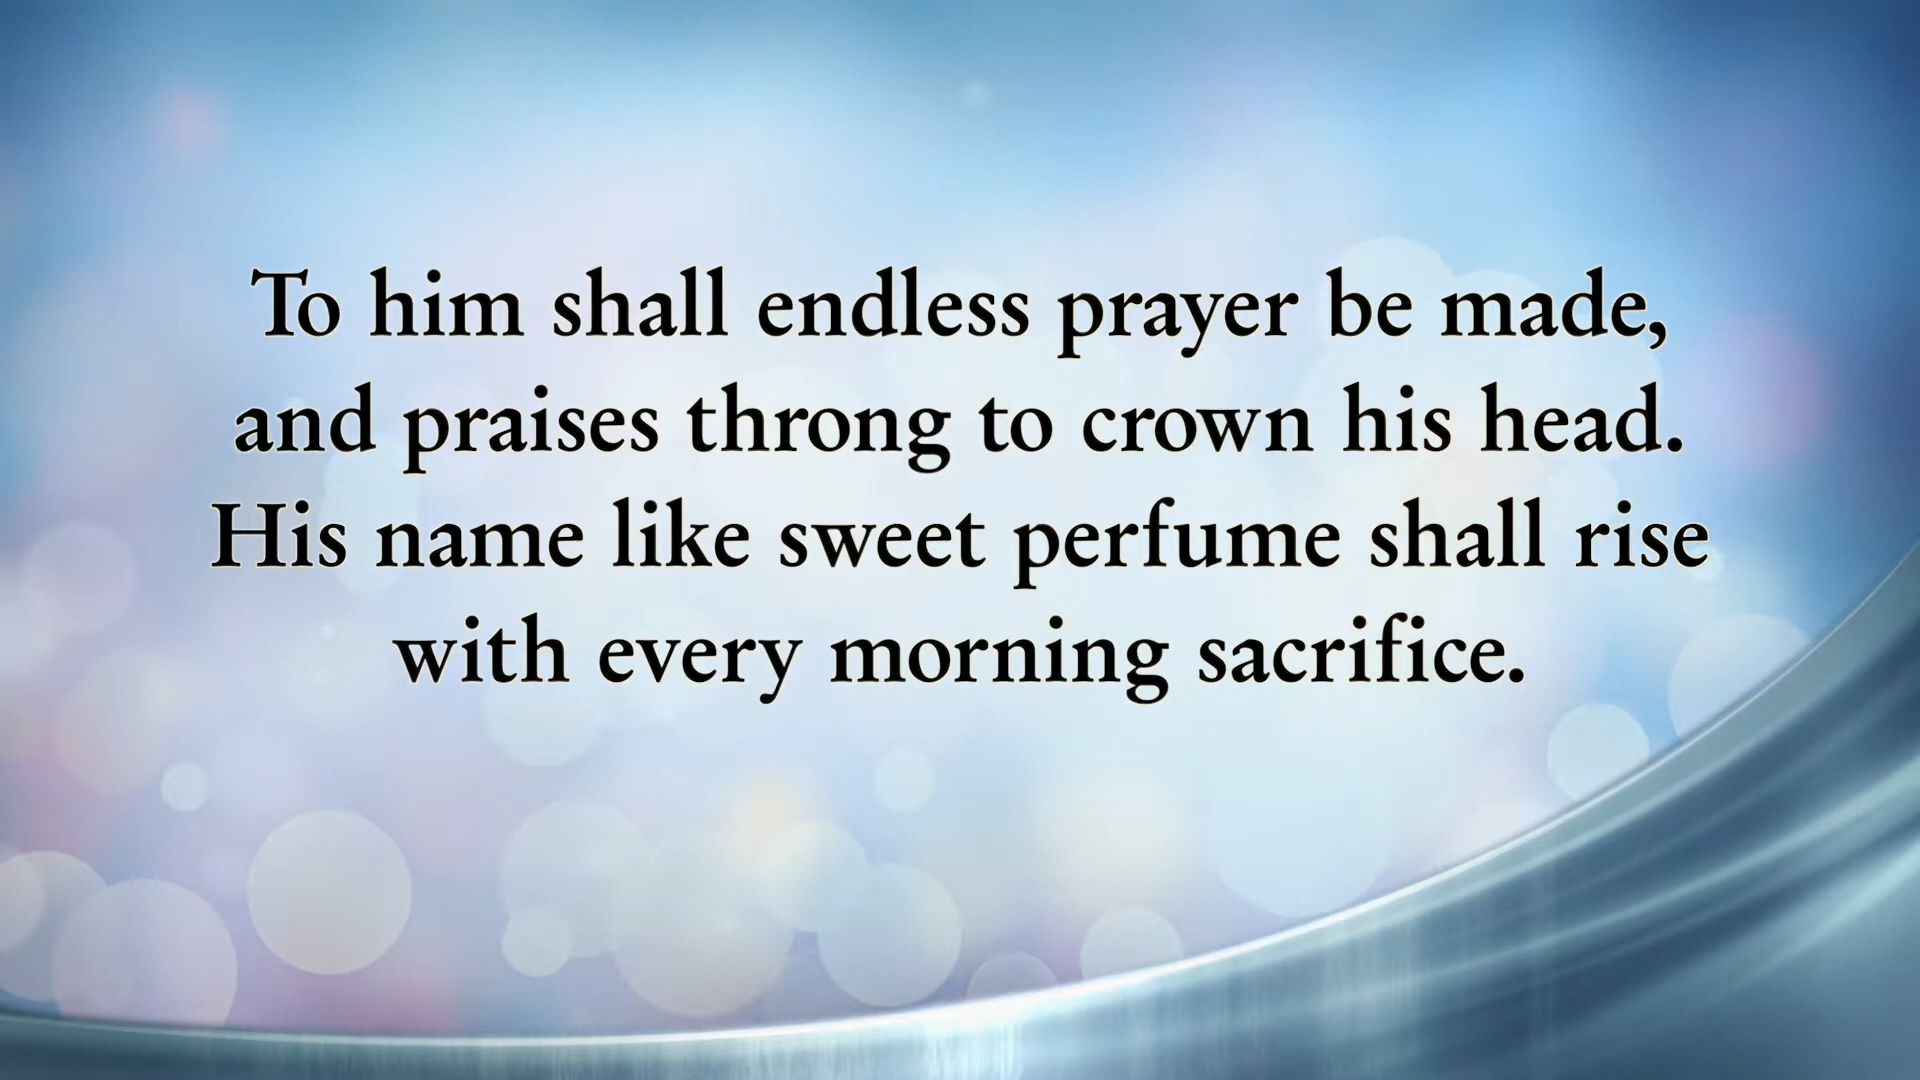 To him shall endless prayer be made,
and praises throng to crown his head.
His name like sweet perfume shall rise
with every morning sacrifice.